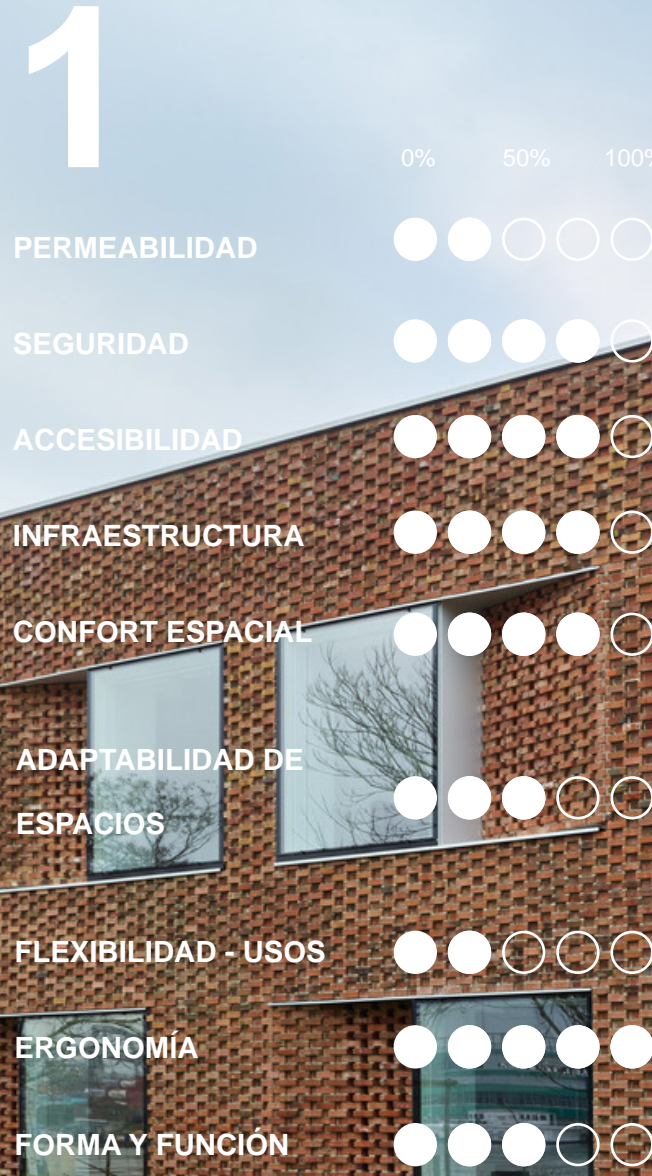 1
0% 50% 100%
PERMEABILIDAD
SEGURIDAD
ACCESIBILIDAD
INFRAESTRUCTURA
CONFORT ESPACIAL
ADAPTABILIDAD DE
ESPACIOS
FLEXIBILIDAD - USOS
ERGONOMÍA
FORMA Y FUNCIÓN